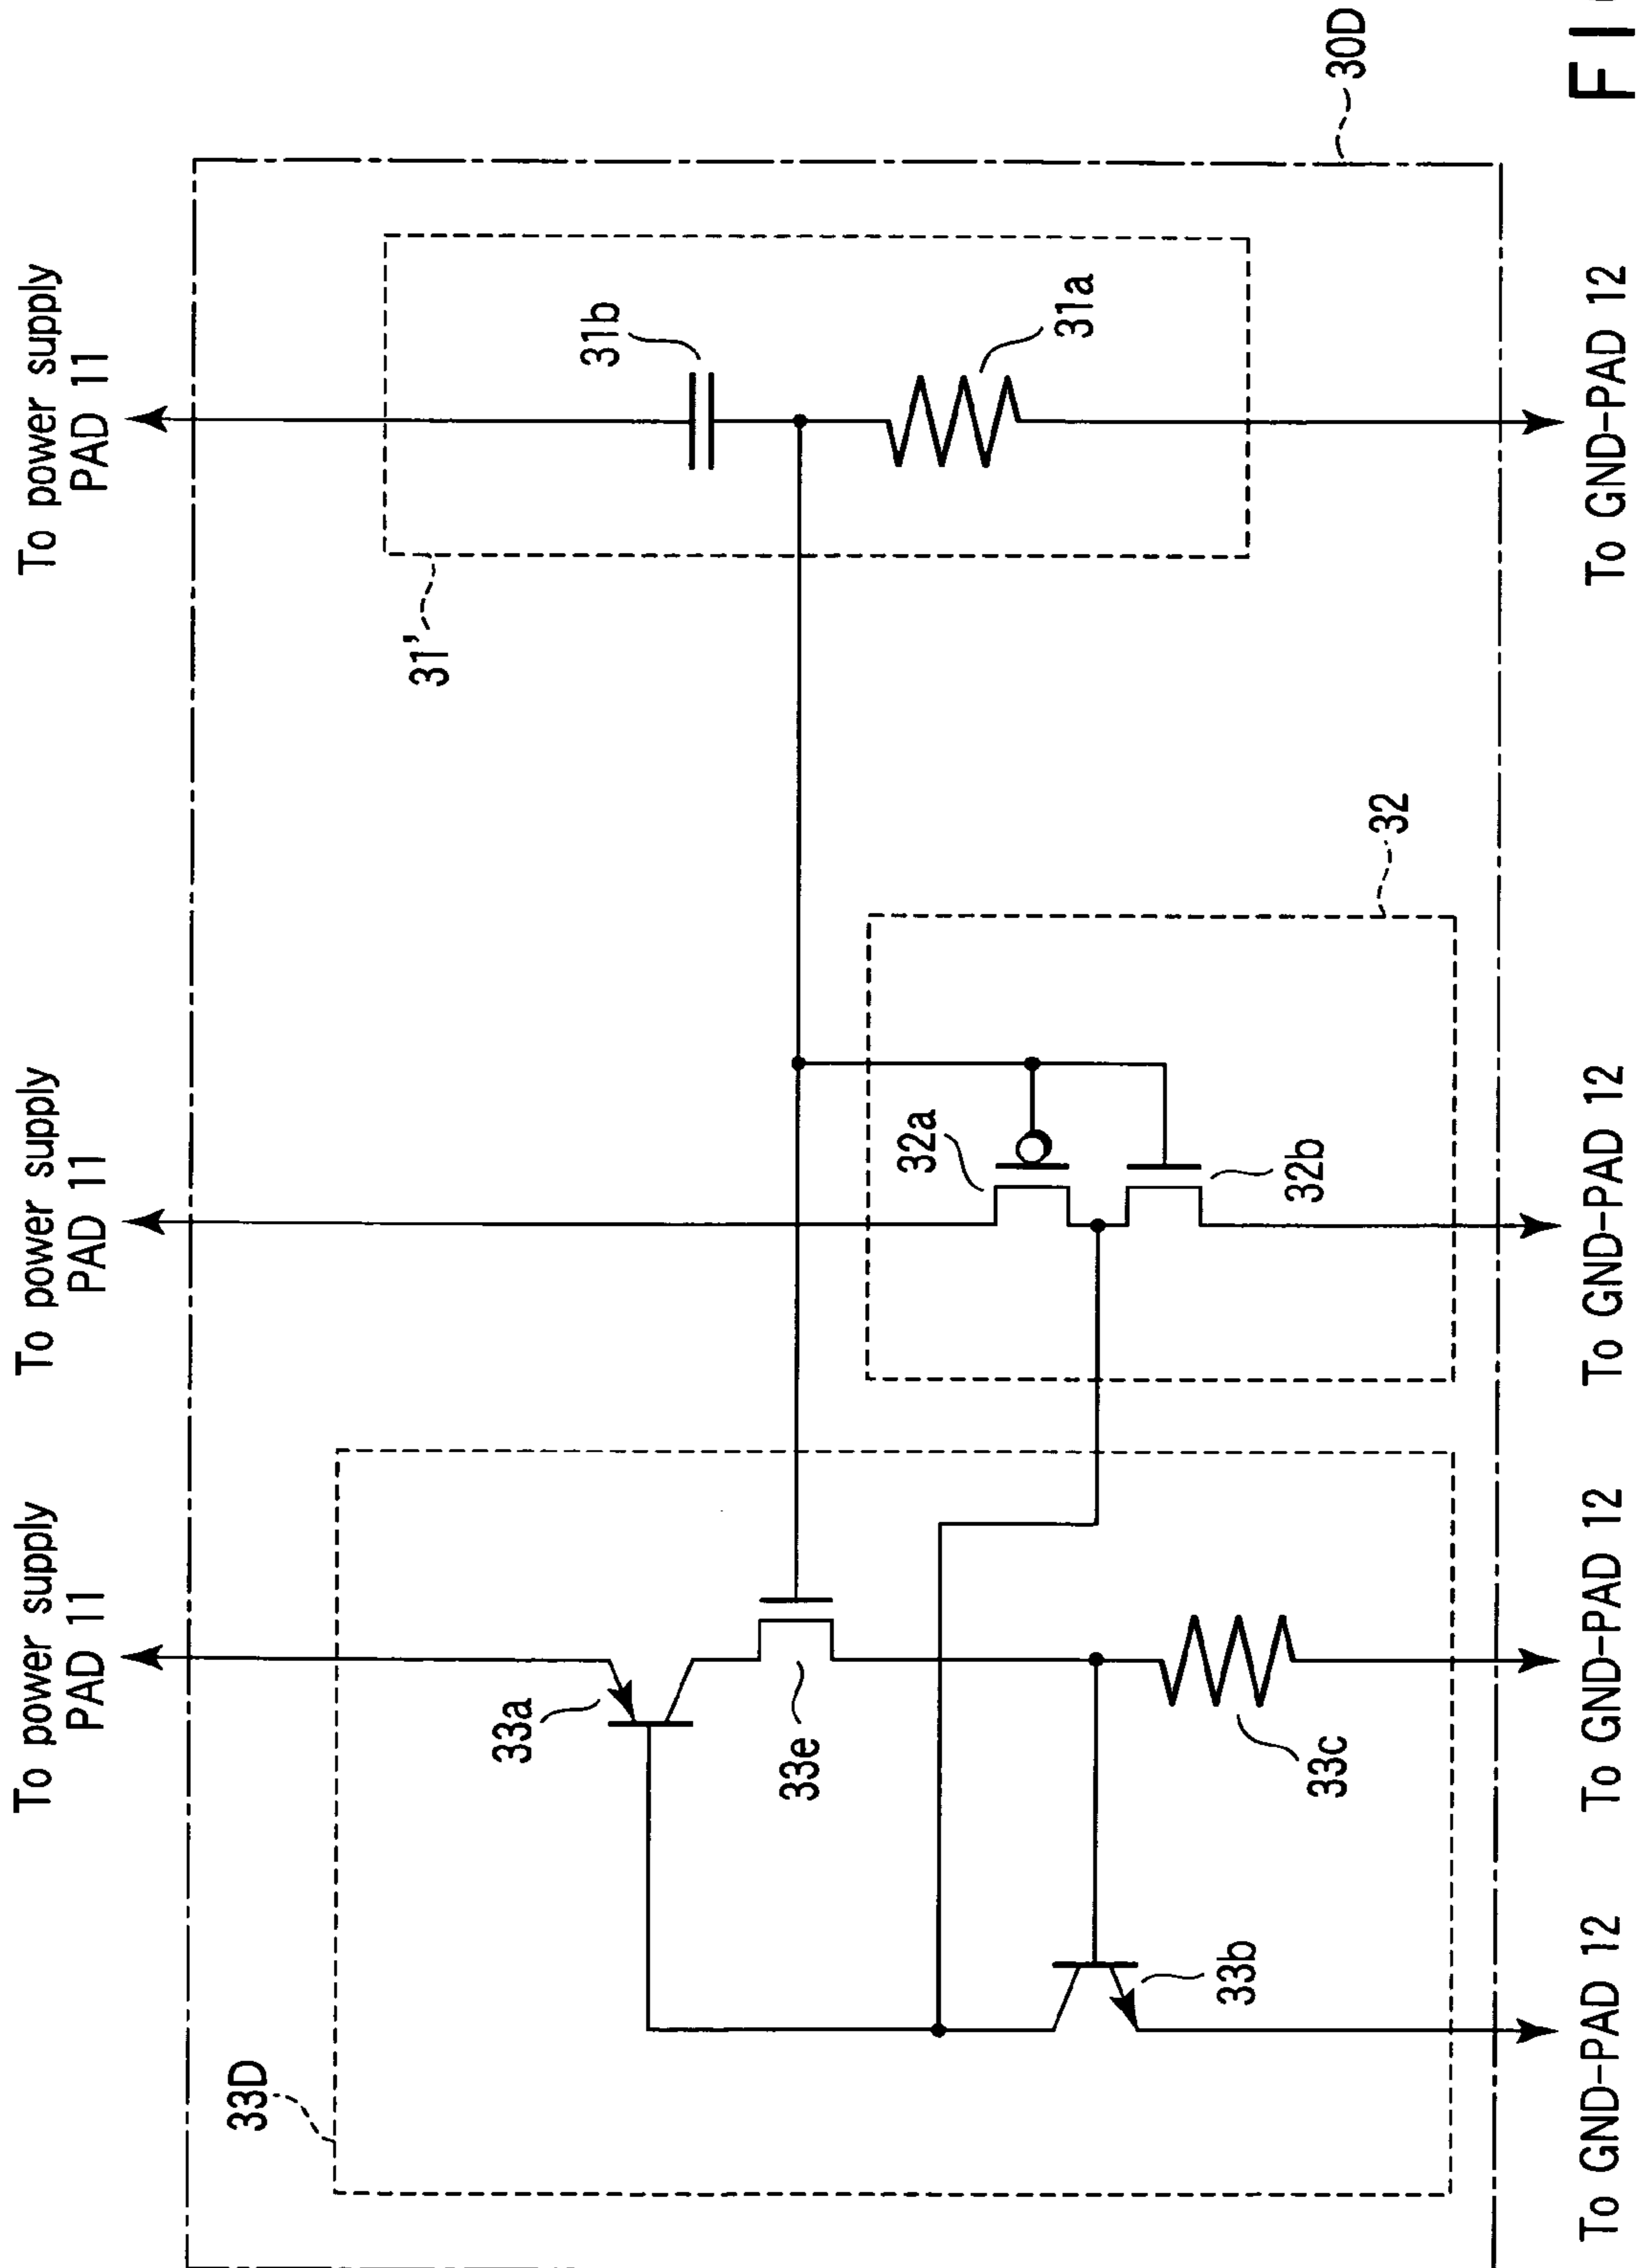 To power supply
PAD 11
To power supply
PAD 11
To power supply
PAD 11
33D
33a
33e
33b
33c
32a
32b
32
31'
31b
31a
30D
To GND-PAD 12
To GND-PAD 12
To GND-PAD 12
To GND-PAD 12
FI